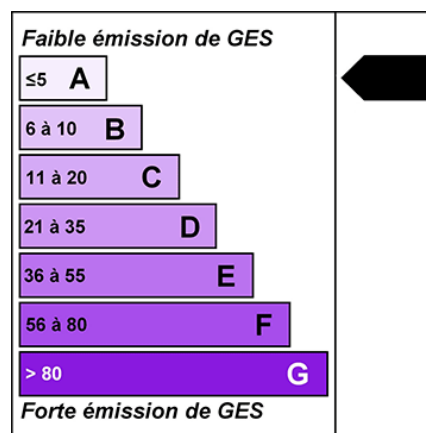 Faible émission de GES
≤5 A
6 à 10 B
11 à 20 C
21 à 35 D
36 à 55 E
56 à 80 F
> 80 G
Forte émission de GES